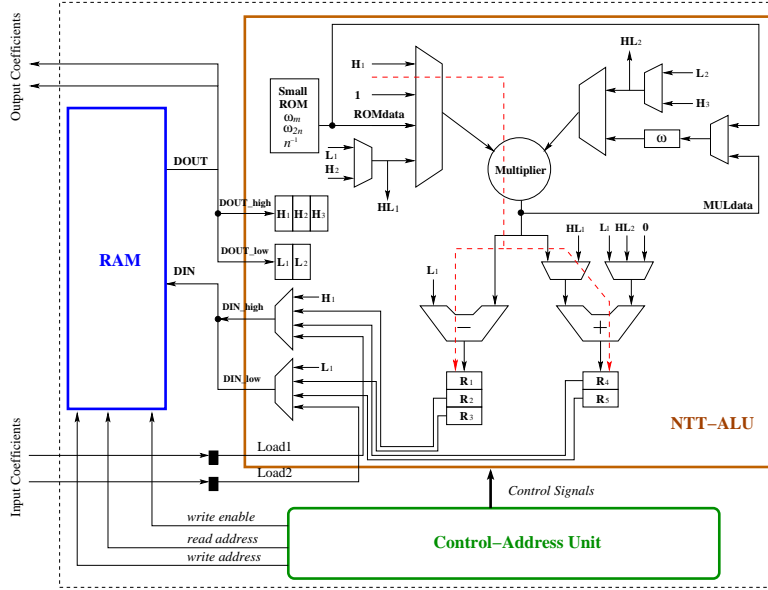 Output Coefficients
Input Coefficients
RAM
DOUT
DIN
DOUT_high
DOUT_low
DIN_high
DIN_low
H1 H2 H3
L1 L2
Small
ROM
ωm
ω2n
n⁻¹
ROMdata
H1
1
L1
H2
HL1
Multiplier
HL2
L2
H3
ω
MULdata
L1
HL1
L1 HL2 0
−
+
H1
L1
R1
R2
R3
R4
R5
NTT−ALU
Load1
Load2
Control Signals
write enable
read address
write address
Control−Address Unit